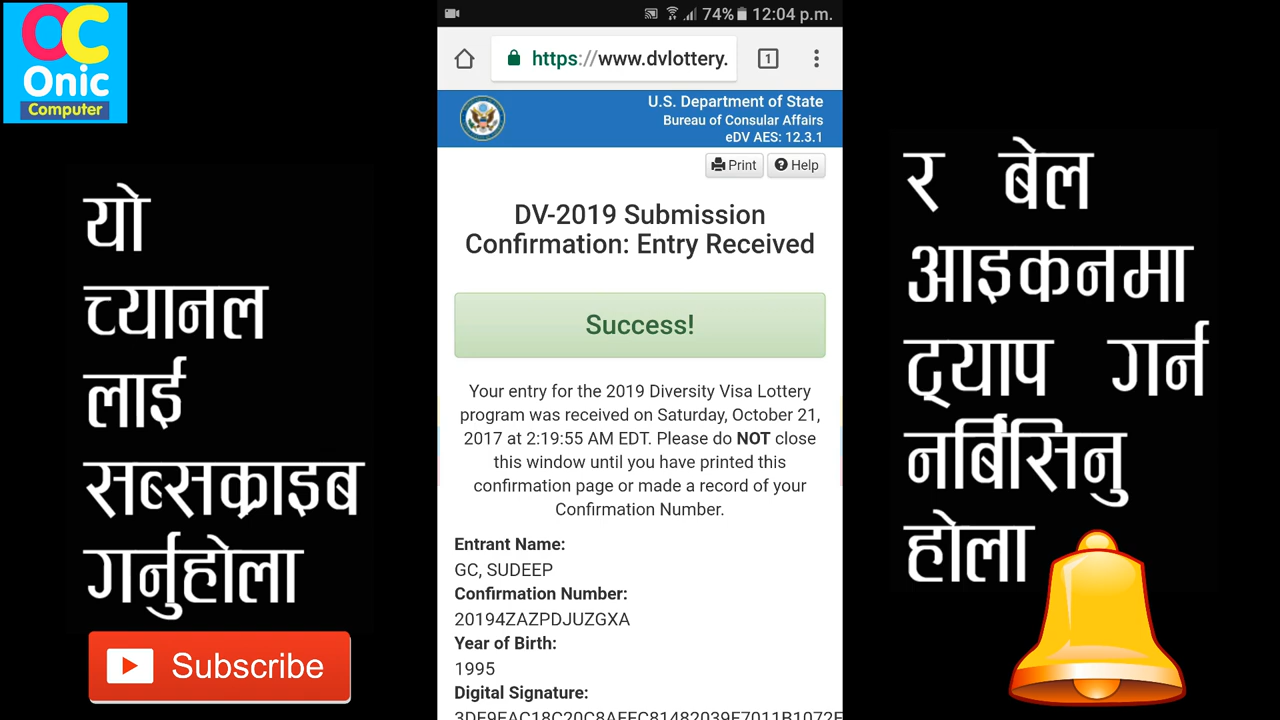 OC
Onic
Computer
यो
च्यानल
लाई
सब्सक्राइब
गर्नुहोला
Subscribe
74% 12:04 p.m.
https://www.dvlottery.
1
U.S. Department of State
Bureau of Consular Affairs
eDV AES: 12.3.1
Print Help
DV-2019 Submission
Confirmation: Entry Received
Success!
Your entry for the 2019 Diversity Visa Lottery
program was received on Saturday, October 21,
2017 at 2:19:55 AM EDT. Please do NOT close
this window until you have printed this
confirmation page or made a record of your
Confirmation Number.
Entrant Name:
GC, SUDEEP
Confirmation Number:
20194ZAZPDJUZGXA
Year of Birth:
1995
Digital Signature:
र बेल
आइकनमा
ट्याप गर्न
नर्बिसिनु
होला